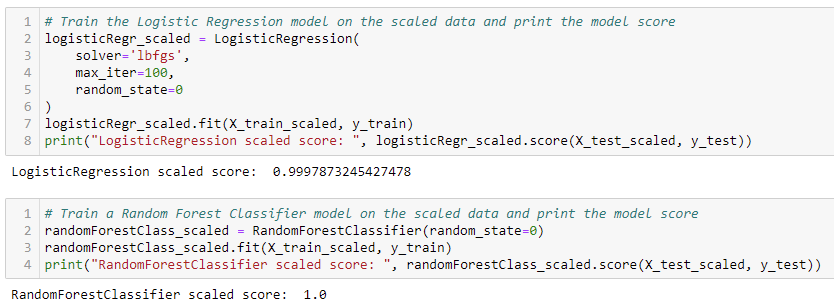 1 # Train the Logistic Regression model on the scaled data and print the model score
2 logisticRegr_scaled = LogisticRegression(
3     solver='lbfgs',
4     max_iter=100,
5     random_state=0
6 )
7 logisticRegr_scaled.fit(X_train_scaled, y_train)
8 print("LogisticRegression scaled score: ", logisticRegr_scaled.score(X_test_scaled, y_test))
LogisticRegression scaled score:  0.9997873245427478
1 # Train a Random Forest Classifier model on the scaled data and print the model score
2 randomForestClass_scaled = RandomForestClassifier(random_state=0)
3 randomForestClass_scaled.fit(X_train_scaled, y_train)
4 print("RandomForestClassifier scaled score: ", randomForestClass_scaled.score(X_test_scaled, y_test))
RandomForestClassifier scaled score:  1.0